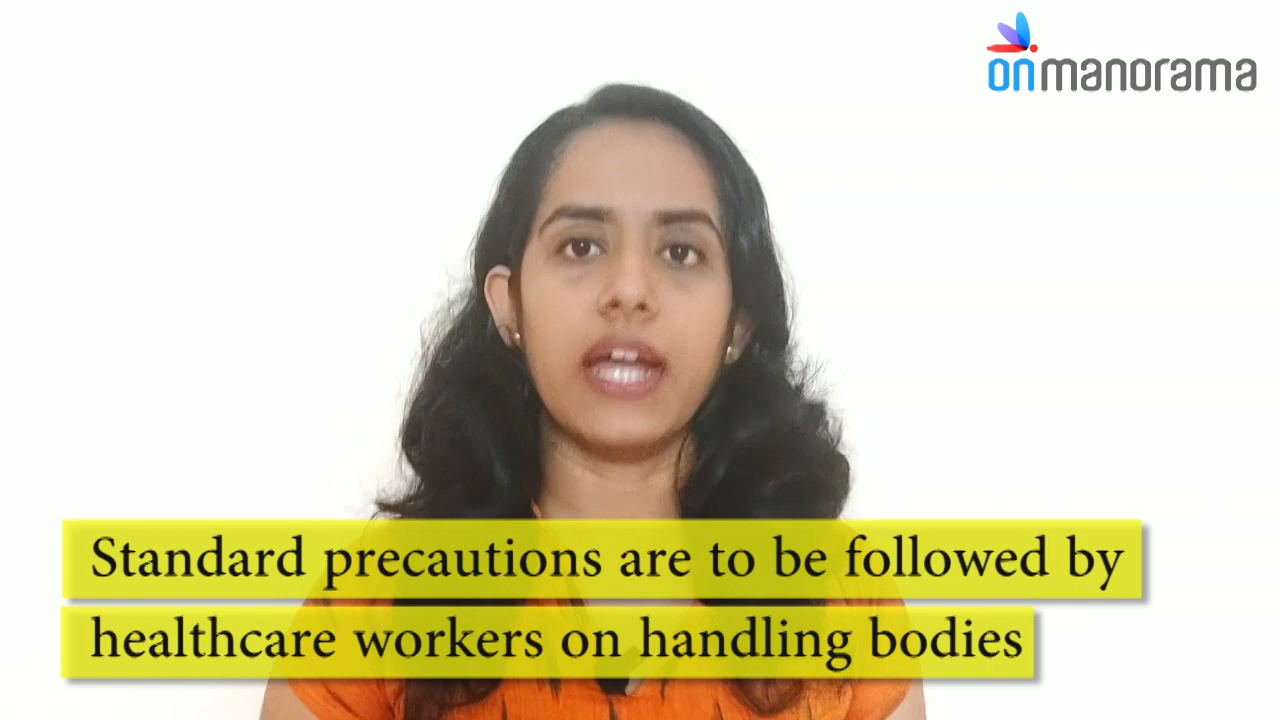 onmanorama
Standard precautions are to be followed by
healthcare workers on handling bodies